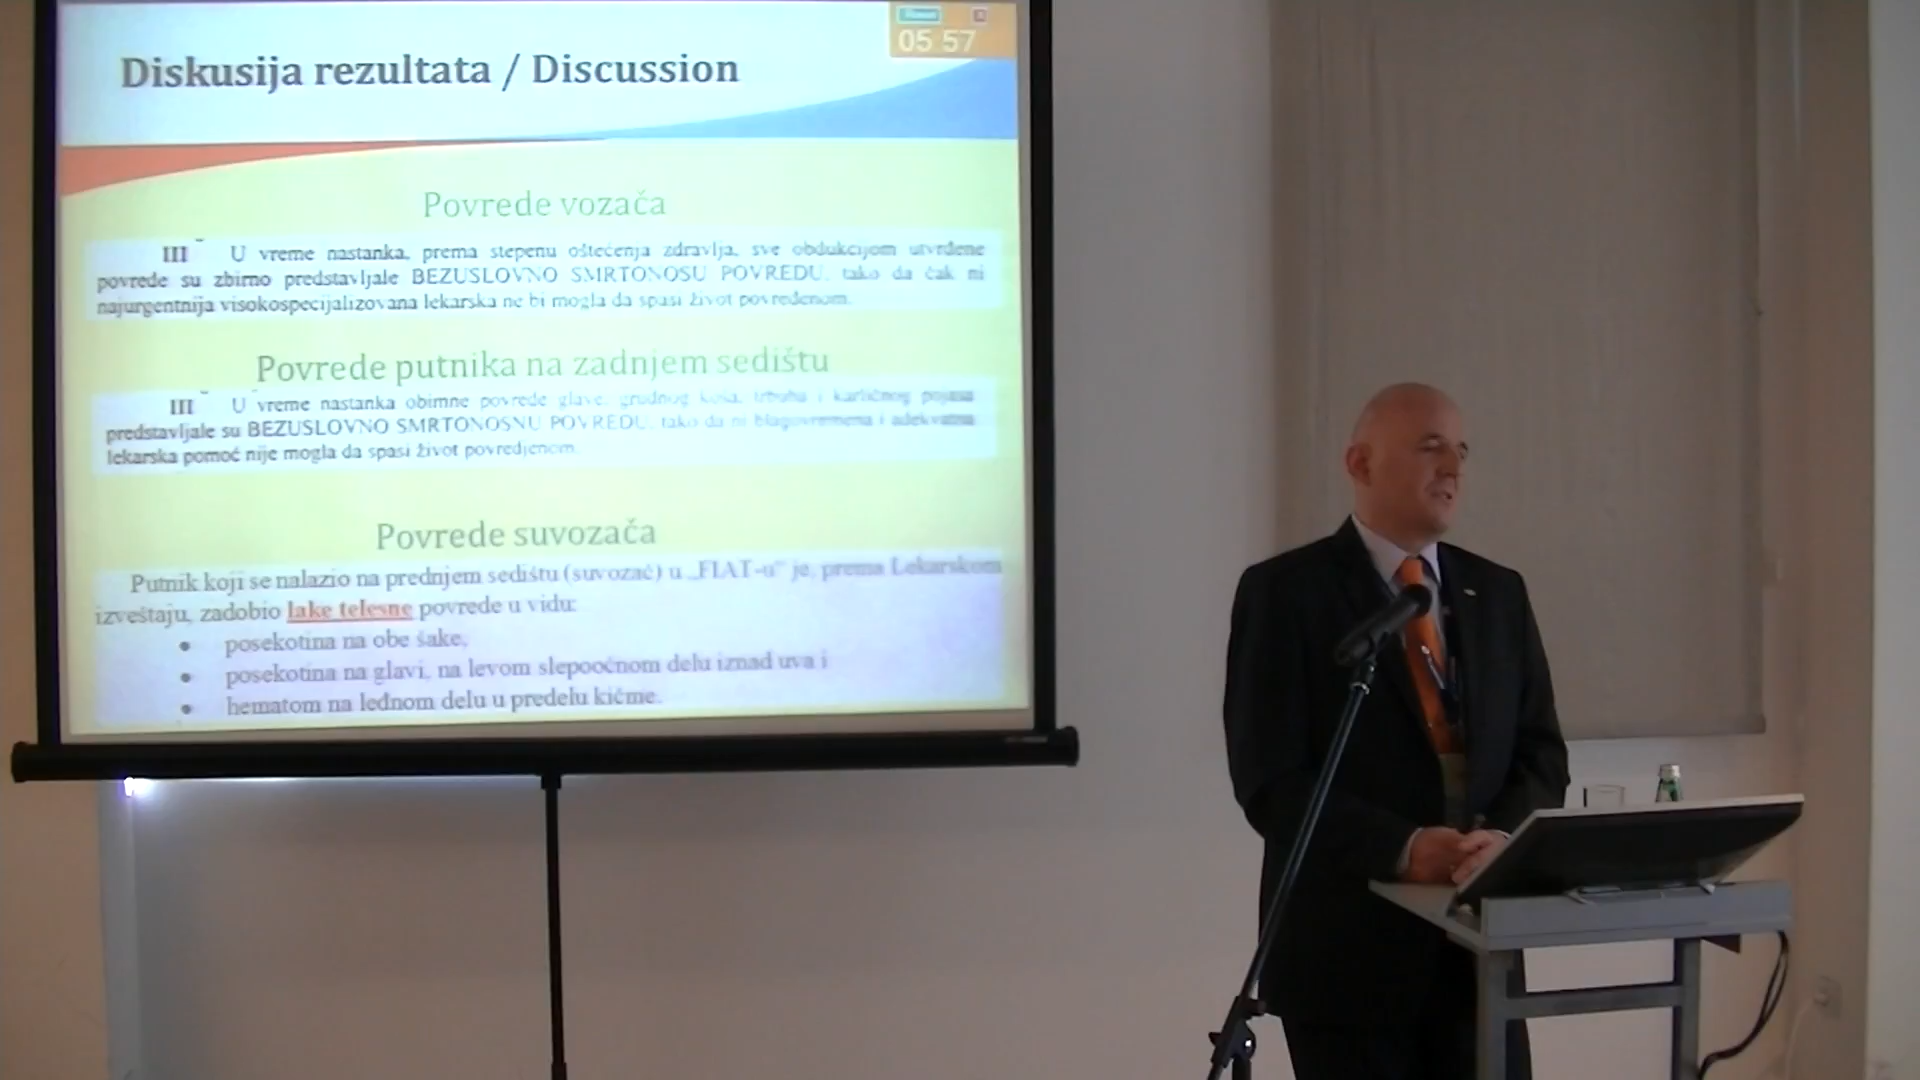 05 57
Diskusija rezultata / Discussion
Povrede vozača
III U vreme nastanka, prema stepenu oštećenja zdravlja, sve obdukcijom utvrđene
povrede su zbirno predstavljale BEZUSLOVNO SMRTONOSU POVREDU, tako da čak ni
najurgentnija visokospecijalizovana lekarska ne bi mogla da spasi život povređenom.
Povrede putnika na zadnjem sedištu
III U vreme nastanka obimne povrede glave, grudnog koša, trbuha i karličnog pojasa
predstavljale su BEZUSLOVNO SMRTONOSNU POVREDU, tako da ni blagovremena i adekvatna
lekarska pomoć nije mogla da spasi život povredjenom.
Povrede suvozača
Putnik koji se nalazio na prednjem sedištu (suvozač) u „FIAT-u“ je, prema Lekarskom
izveštaju, zadobio lake telesne povrede u vidu:
• posekotina na obe šake,
• posekotina na glavi, na levom slepoočnom delu iznad uva i
• hematom na leđnom delu u predelu kičme.